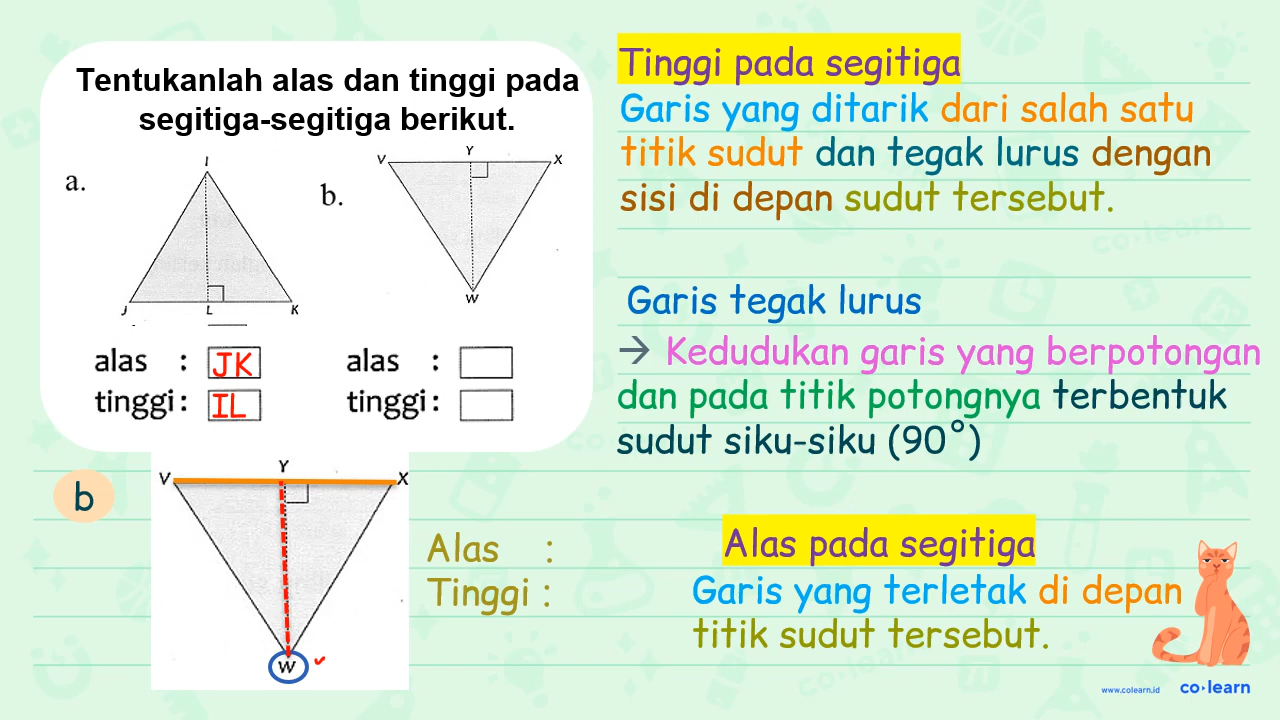 Tentukanlah alas dan tinggi pada
segitiga-segitiga berikut.
a.
I
J
L
K
b.
V
Y
X
W
alas : JK
tinggi : IL
alas :
tinggi :
Tinggi pada segitiga
Garis yang ditarik dari salah satu
titik sudut dan tegak lurus dengan
sisi di depan sudut tersebut.
Garis tegak lurus
→ Kedudukan garis yang berpotongan
dan pada titik potongnya terbentuk
sudut siku-siku (90°)
b
V
Y
X
W
Alas :
Tinggi :
Alas pada segitiga
Garis yang terletak di depan
titik sudut tersebut.
www.colearn.id
co·learn
co·learn